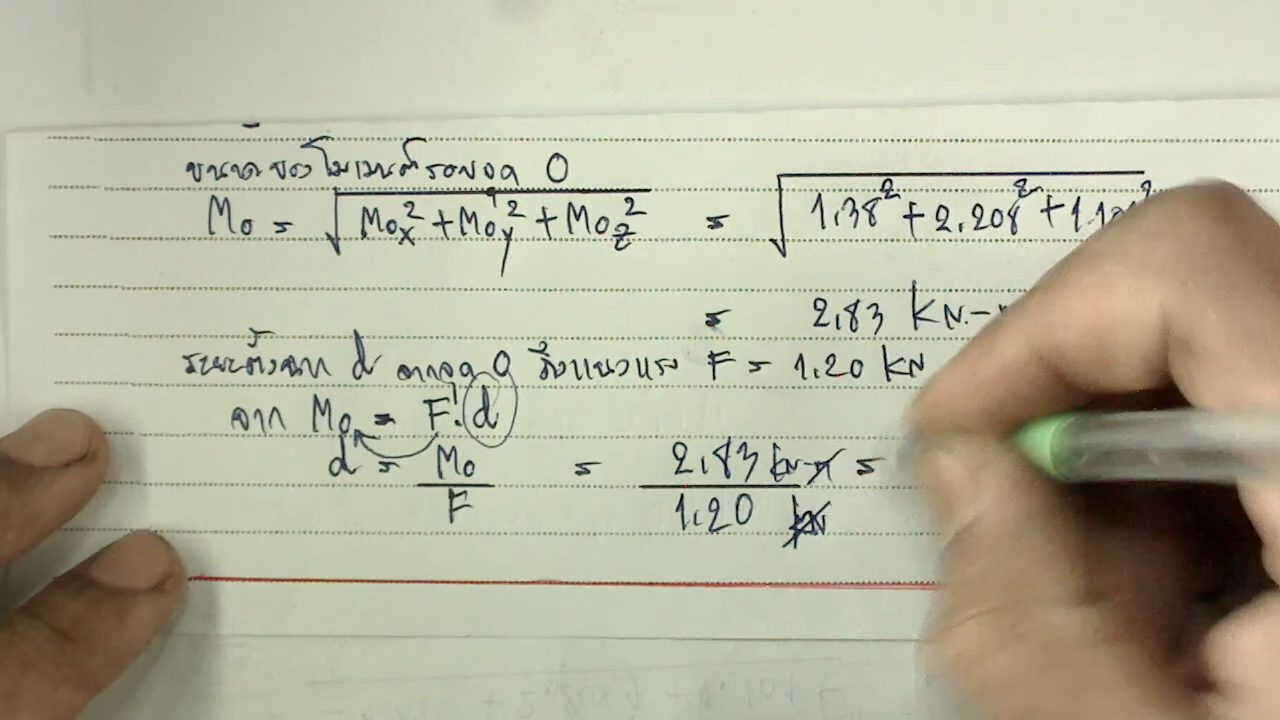 ขนาดของโมเมนต์รอบจุด O
Mo = √(Mox² + Moy² + Moz²) = √(1.38² + 2.208² + 1.10
= 2.83 kN-
ระยะตั้งฉาก d จากจุด O ถึงแนวแรง F = 1.20 kN
จาก Mo = F.d
d = Mo/F = 2.83 kN-m / 1.20 kN =